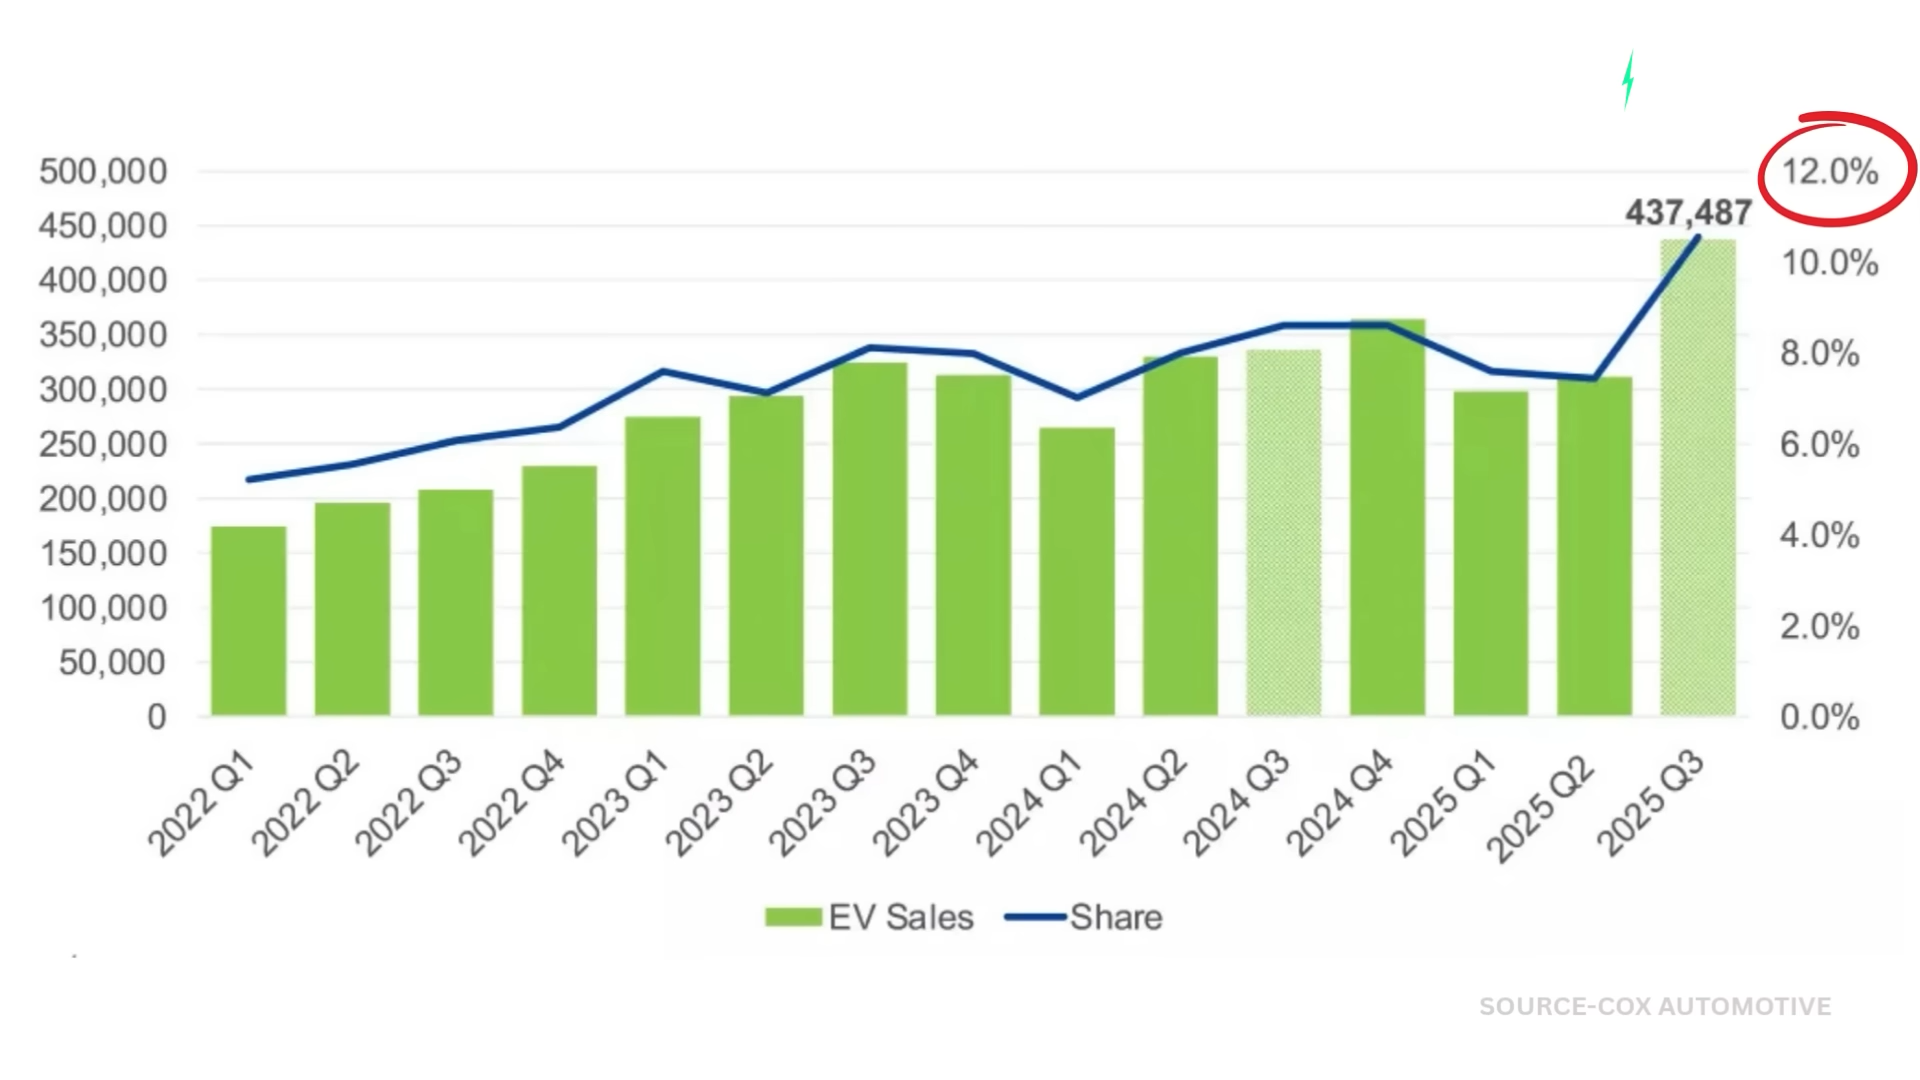 500,000
450,000
400,000
350,000
300,000
250,000
200,000
150,000
100,000
50,000
0
437,487
12.0%
10.0%
8.0%
6.0%
4.0%
2.0%
0.0%
2022 Q1
2022 Q2
2022 Q3
2022 Q4
2023 Q1
2023 Q2
2023 Q3
2023 Q4
2024 Q1
2024 Q2
2024 Q3
2024 Q4
2025 Q1
2025 Q2
2025 Q3
EV Sales
Share
SOURCE-COX AUTOMOTIVE